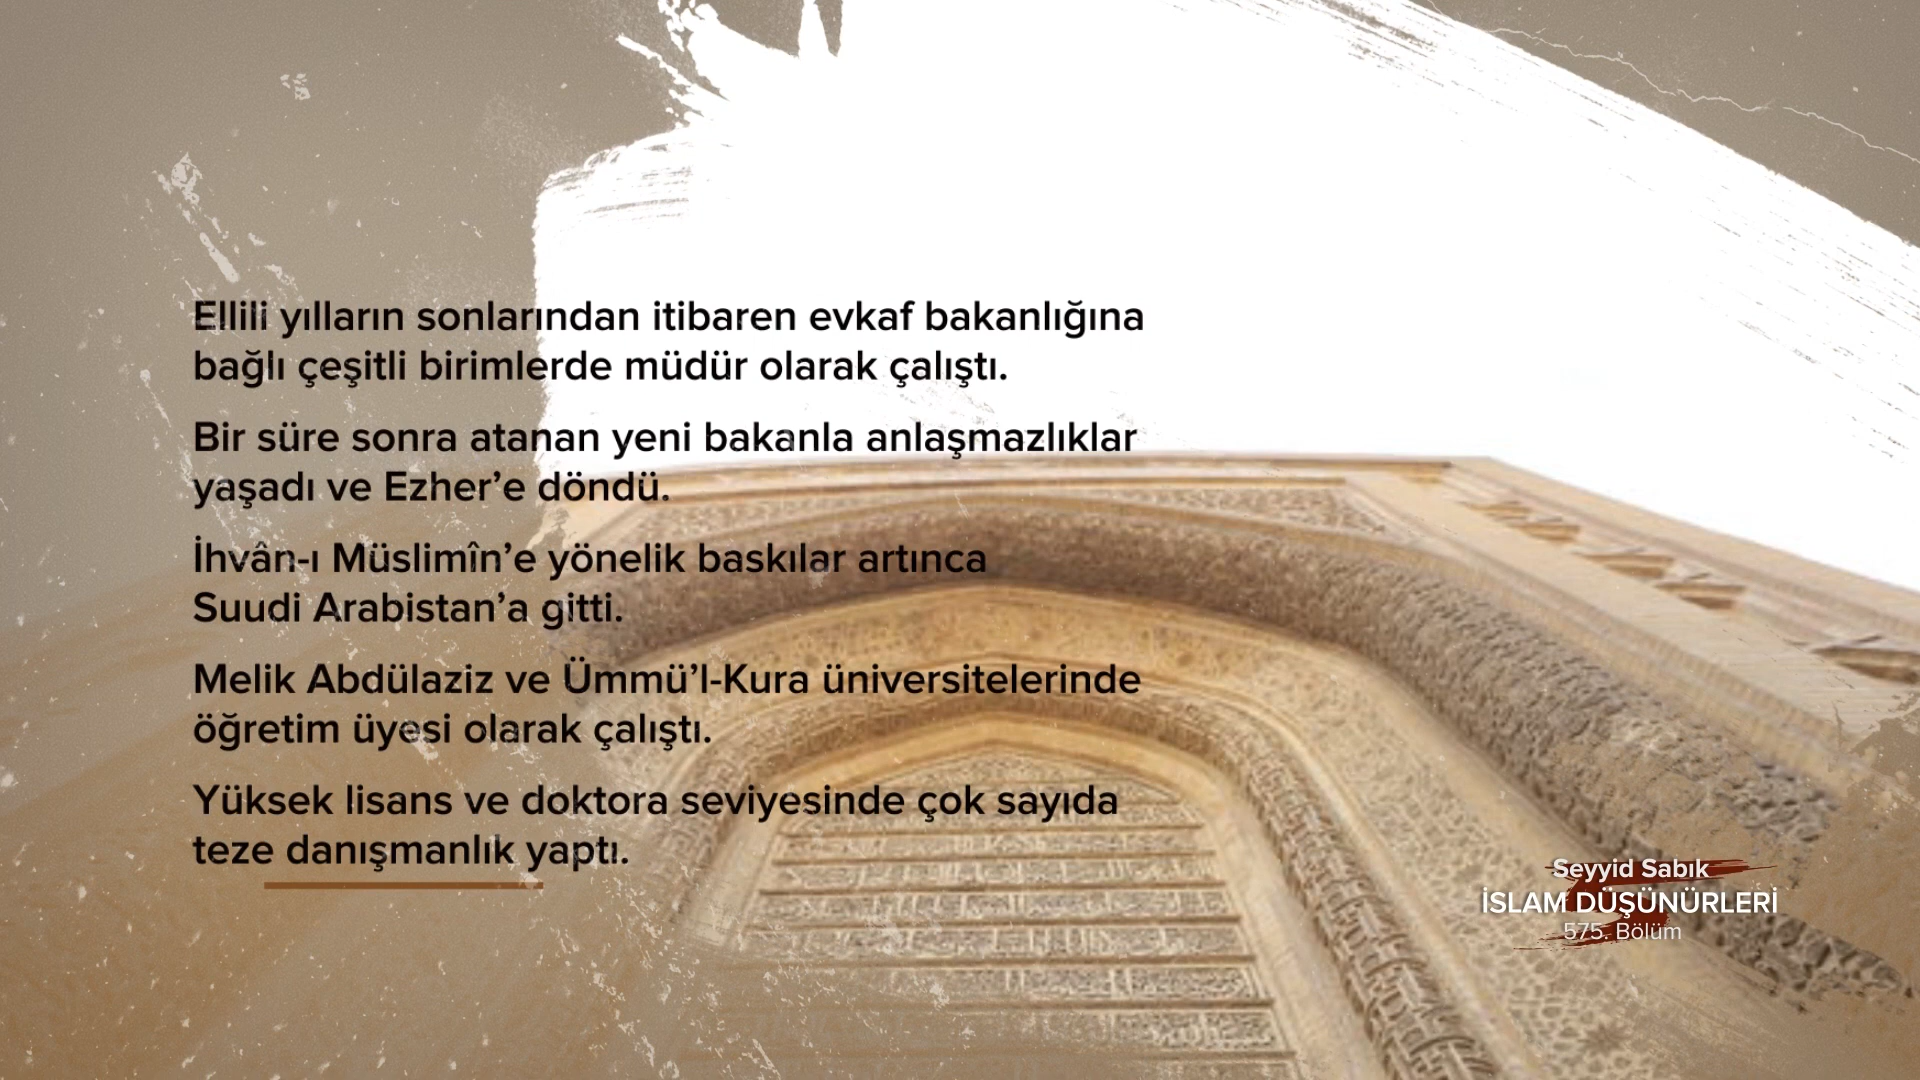 Ellili yılların sonlarından itibaren evkaf bakanlığına
bağlı çeşitli birimlerde müdür olarak çalıştı.
Bir süre sonra atanan yeni bakanla anlaşmazlıklar
yaşadı ve Ezher’e döndü.
İhvân-ı Müslimîn’e yönelik baskılar artınca
Suudi Arabistan’a gitti.
Melik Abdülaziz ve Ümmü’l-Kura üniversitelerinde
öğretim üyesi olarak çalıştı.
Yüksek lisans ve doktora seviyesinde çok sayıda
teze danışmanlık yaptı.
Seyyid Sabık
İSLAM DÜŞÜNÜRLERİ
575. Bölüm